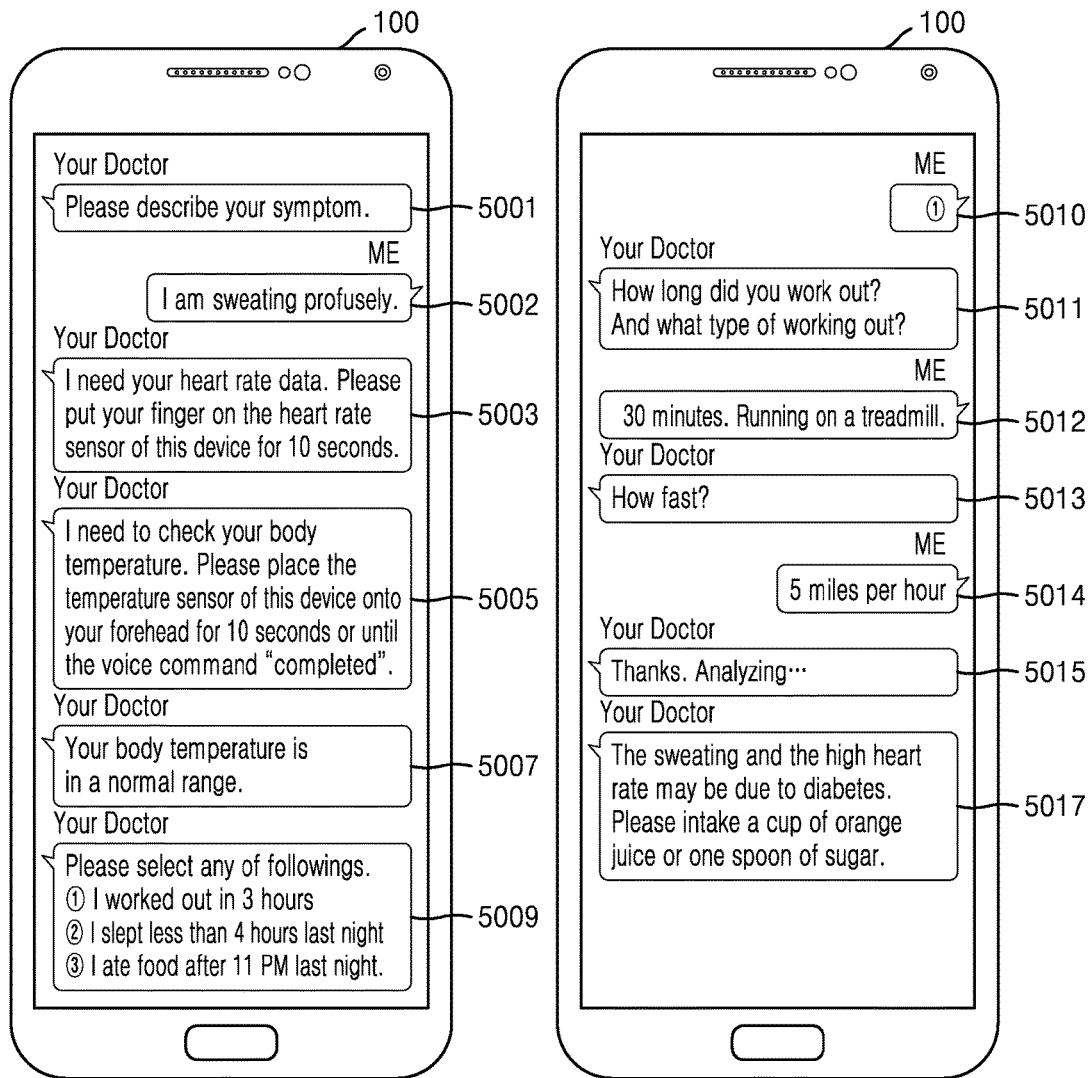 100
Your Doctor
Please describe your symptom.
5001
ME
I am sweating profusely.
5002
Your Doctor
I need your heart rate data. Please
put your finger on the heart rate
sensor of this device for 10 seconds.
5003
Your Doctor
I need to check your body
temperature. Please place the
temperature sensor of this device onto
your forehead for 10 seconds or until
the voice command “completed”.
5005
Your Doctor
Your body temperature is
in a normal range.
5007
Your Doctor
Please select any of followings.
① I worked out in 3 hours
② I slept less than 4 hours last night
③ I ate food after 11 PM last night.
5009
100
ME
①
5010
Your Doctor
How long did you work out?
And what type of working out?
5011
ME
30 minutes. Running on a treadmill.
5012
Your Doctor
How fast?
5013
ME
5 miles per hour
5014
Your Doctor
Thanks. Analyzing···
5015
Your Doctor
The sweating and the high heart
rate may be due to diabetes.
Please intake a cup of orange
juice or one spoon of sugar.
5017